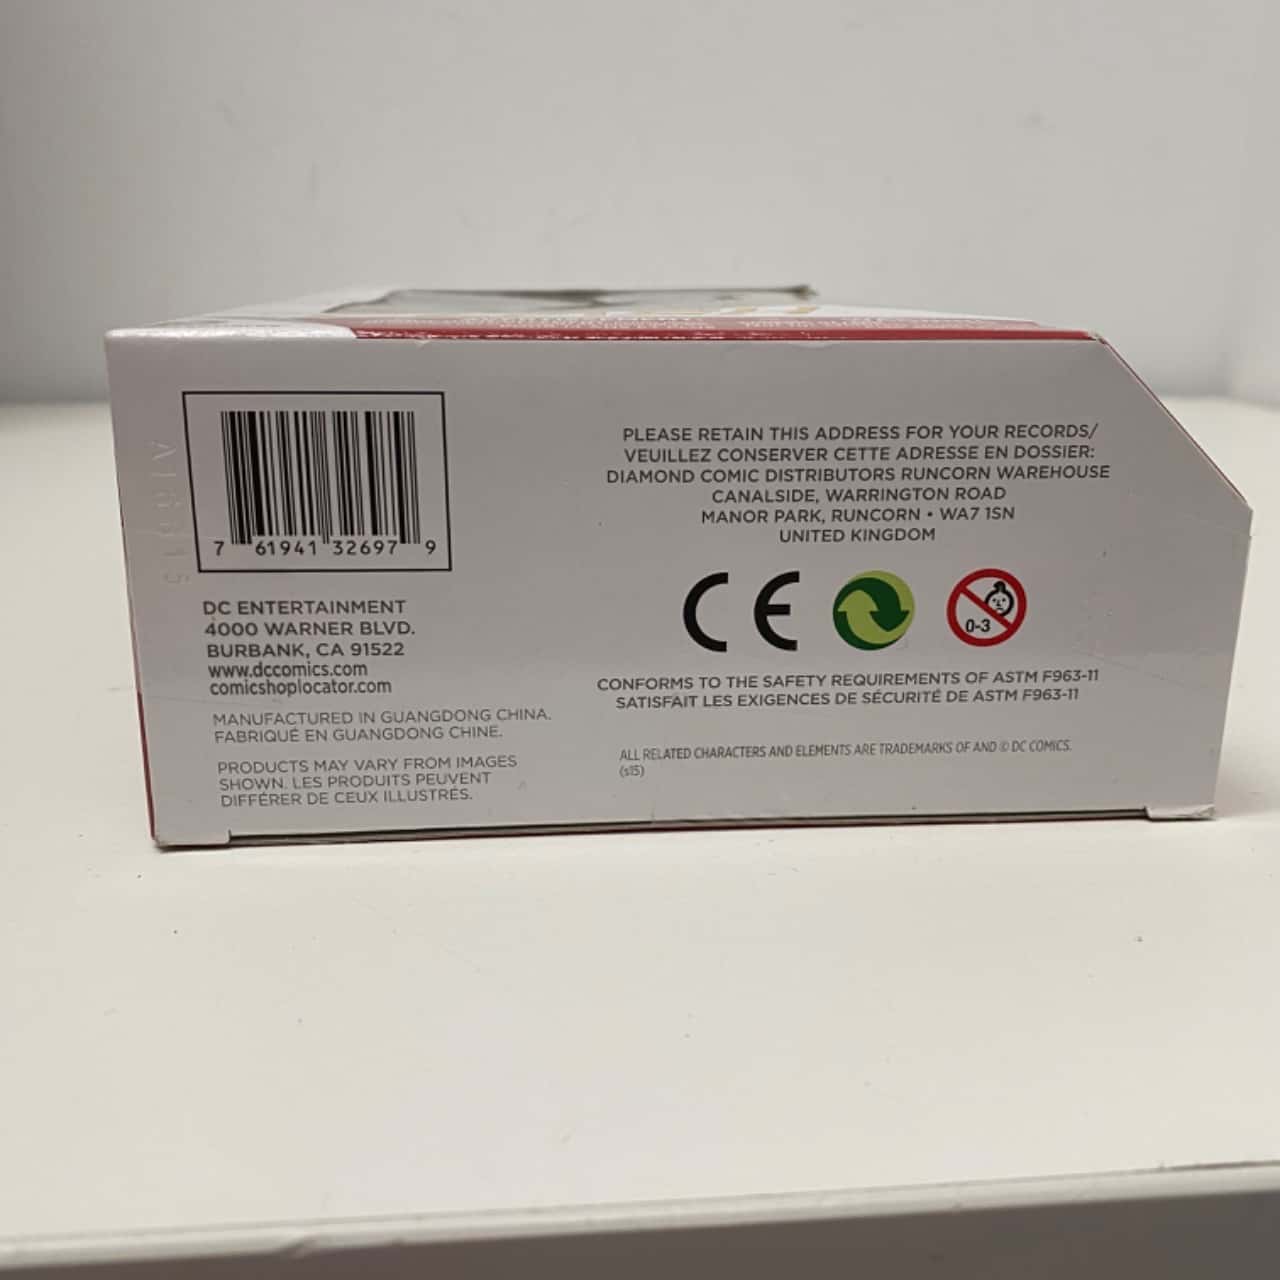 7 61941 32697 9
DC ENTERTAINMENT
4000 WARNER BLVD.
BURBANK, CA 91522
www.dccomics.com
comicshoplocator.com
MANUFACTURED IN GUANGDONG CHINA.
FABRIQUÉ EN GUANGDONG CHINE.
PRODUCTS MAY VARY FROM IMAGES
SHOWN. LES PRODUITS PEUVENT
DIFFÉRER DE CEUX ILLUSTRÉS.
PLEASE RETAIN THIS ADDRESS FOR YOUR RECORDS/
VEUILLEZ CONSERVER CETTE ADRESSE EN DOSSIER:
DIAMOND COMIC DISTRIBUTORS RUNCORN WAREHOUSE
CANALSIDE, WARRINGTON ROAD
MANOR PARK, RUNCORN • WA7 1SN
UNITED KINGDOM
CE
0-3
CONFORMS TO THE SAFETY REQUIREMENTS OF ASTM F963-11
SATISFAIT LES EXIGENCES DE SÉCURITÉ DE ASTM F963-11
ALL RELATED CHARACTERS AND ELEMENTS ARE TRADEMARKS OF AND © DC COMICS.
(s15)